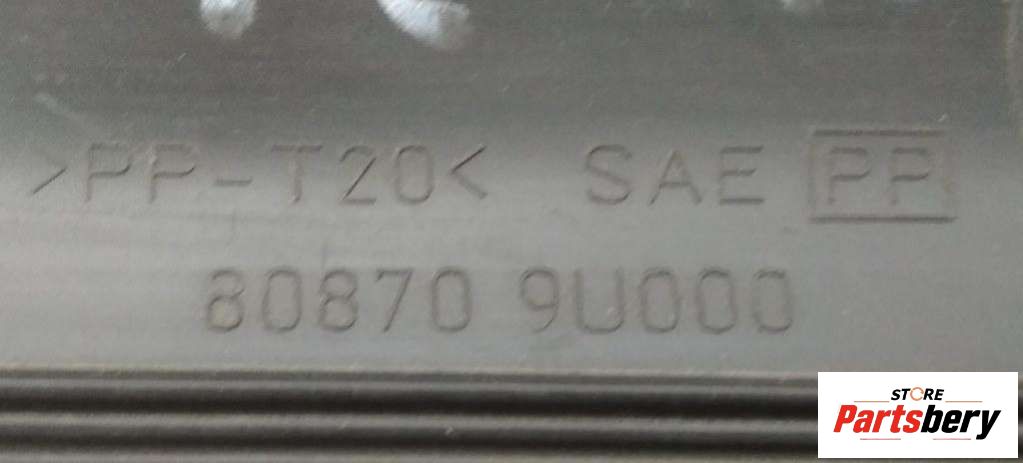 >PP-T20< SAE PP
80870 9U000
STORE
Partsbery